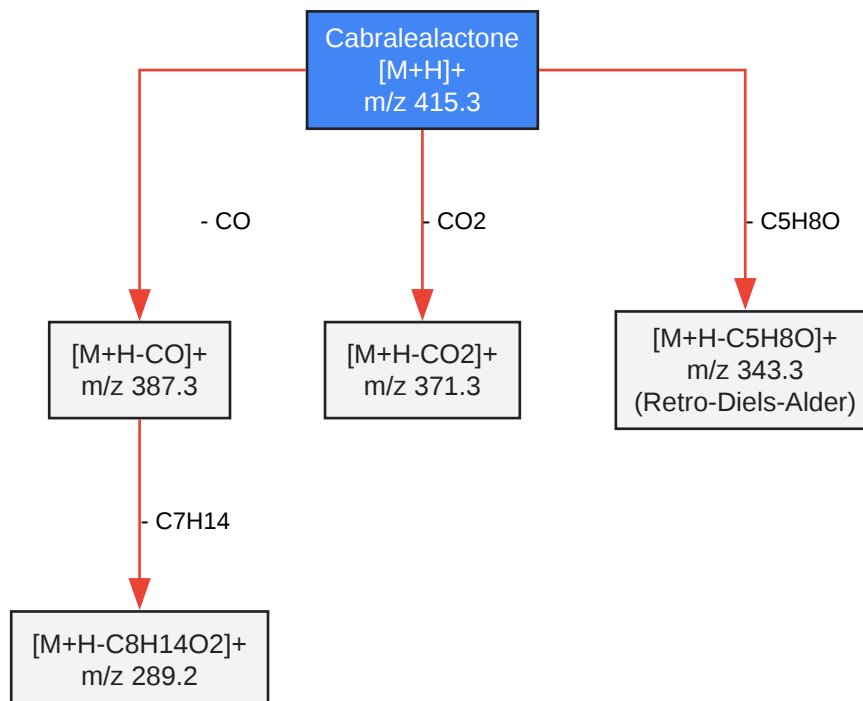 Cabralealactone
[M+H]+
m/z 415.3
- CO
- CO2
- C5H8O
[M+H-CO]+
m/z 387.3
[M+H-CO2]+
m/z 371.3
[M+H-C5H8O]+
m/z 343.3
(Retro-Diels-Alder)
- C7H14
[M+H-C8H14O2]+
m/z 289.2